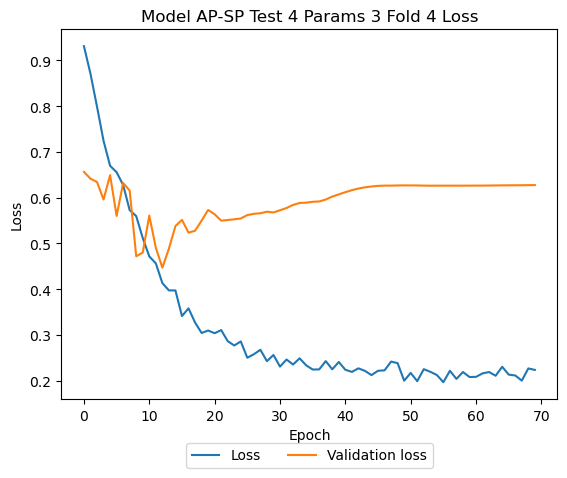 Model AP-SP Test 4 Params 3 Fold 4 Loss
0.9
0.8
0.7
0.6
0.5
0.4
0.3
0.2
Loss
0 10 20 30 40 50 60 70
Epoch
Loss Validation loss